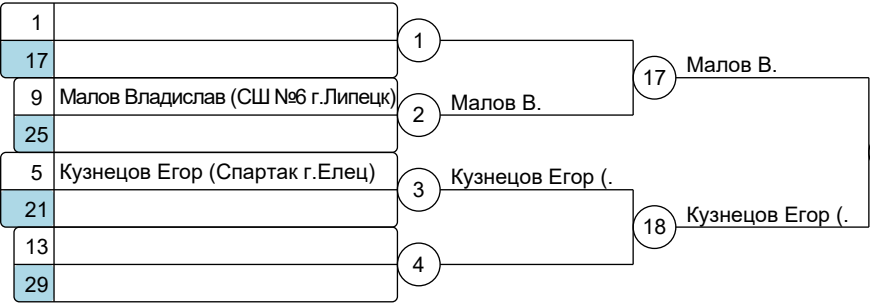 1
17
1
9 Малов Владислав (СШ №6 г.Липецк)
25
2
Малов В.
17
Малов В.
5 Кузнецов Егор (Спартак г.Елец)
21
3
Кузнецов Егор (.
13
29
4
18
Кузнецов Егор (.